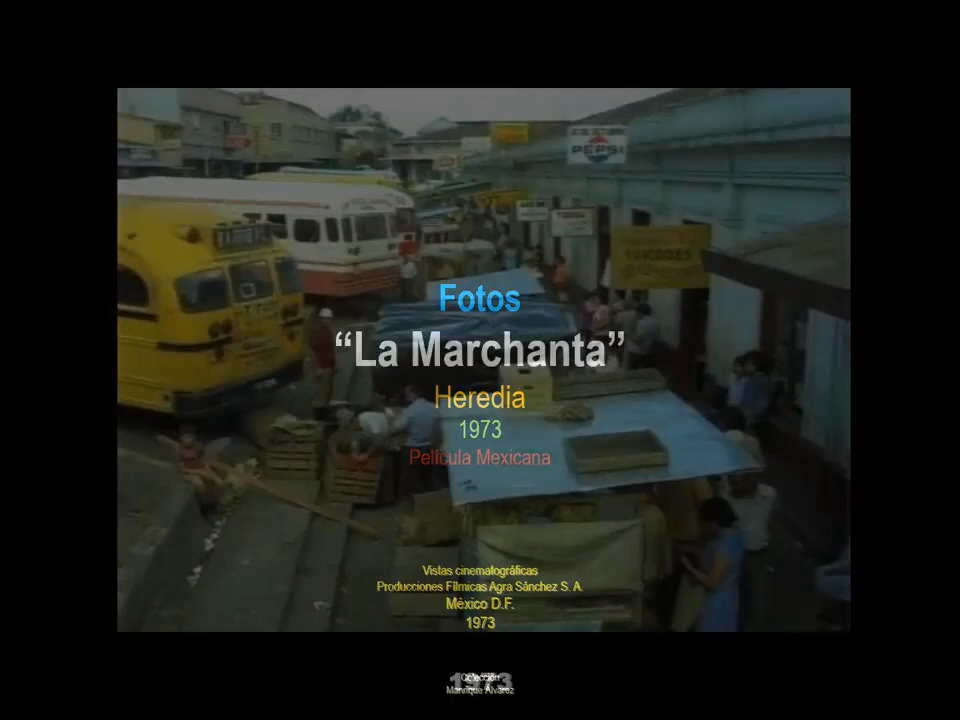 PEPSI
Fotos
“La Marchanta”
Heredia
1973
Película Mexicana
Vistas cinematográficas
Producciones Fílmicas Agra Sánchez S. A.
México D.F.
1973
1973
Colección
Manrique Álvarez